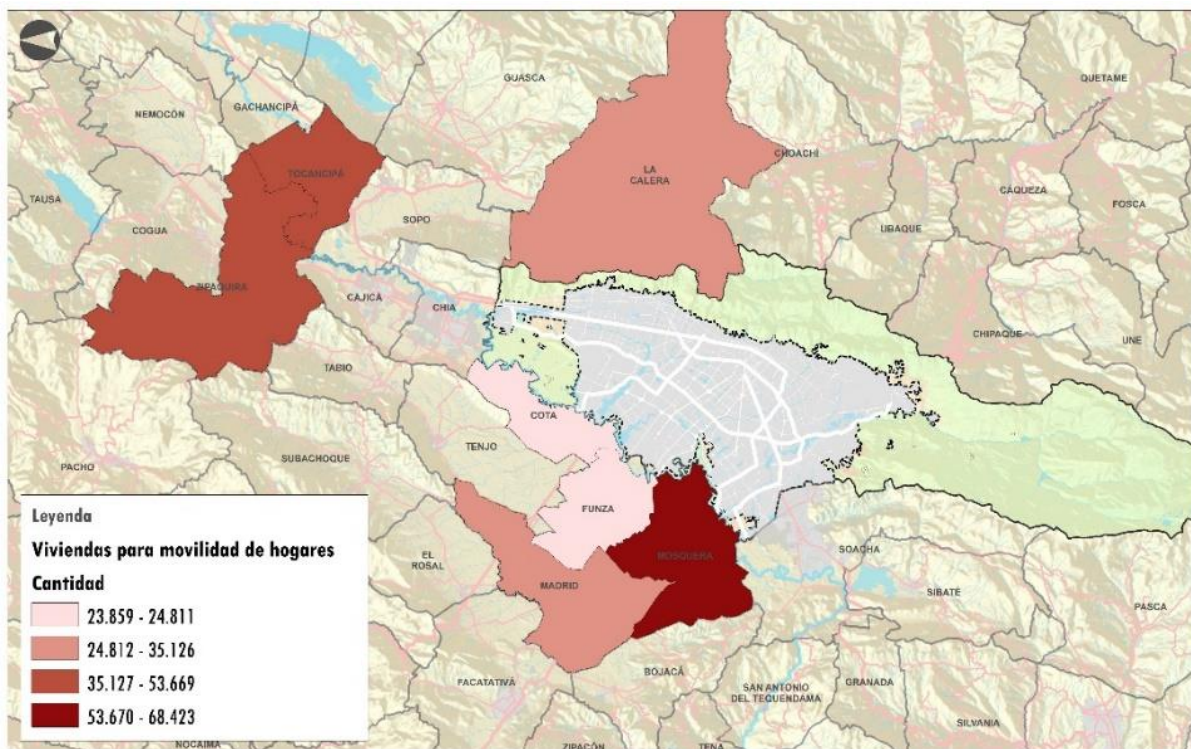 GUASCA
QUETAME
NEMOCÓN
GACHANCIPÁ
CHOACHÍ
TOCANCIPÁ
LA
CALERA
CÁQUEZA
TAUSA
FOSCA
COGUA
SOPO
UBAQUE
ZIPAQUIRÁ
CAJICÁ
CHIA
CHIPAQUE
UNE
TABIO
COTA
TENJO
PACHO
SUBACHOQUE
FUNZA
EL
ROSAL
MADRID
MOSQUERA
SOACHA
SIBATÉ
PASCA
BOJACÁ
FACATATIVÁ
SAN ANTONIO
DEL TEQUENDAMA
GRANADA
SILVANIA
NOCAIMA
ZIPACÓN
TENA
Leyenda
Viviendas para movilidad de hogares
Cantidad
23.859 - 24.811
24.812 - 35.126
35.127 - 53.669
53.670 - 68.423